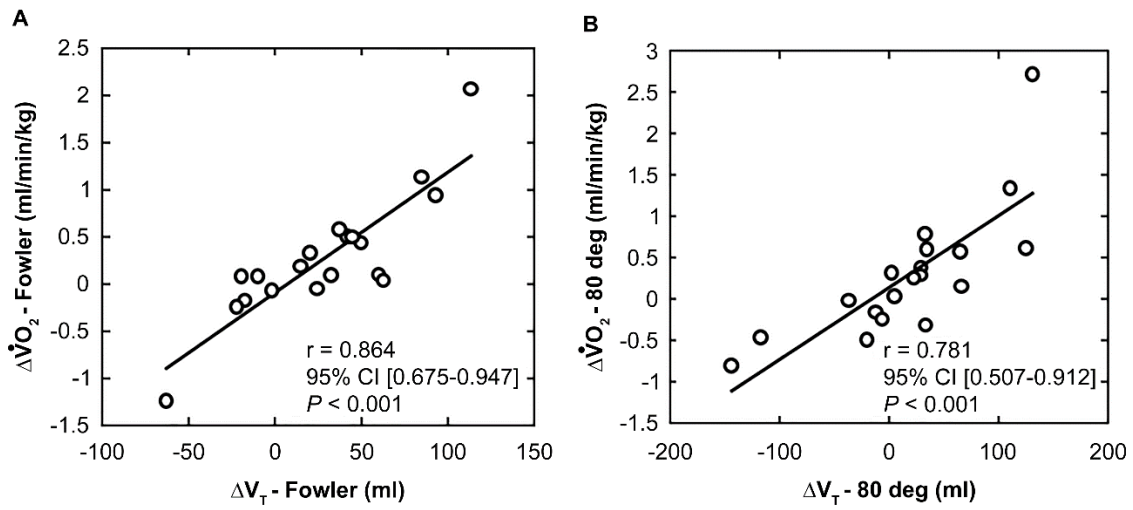 A
ΔV̇O₂ - Fowler (ml/min/kg)
2.5
2
1.5
1
0.5
0
-0.5
-1
-1.5
r = 0.864
95% CI [0.675-0.947]
P < 0.001
-100 -50 0 50 100 150
ΔV_T - Fowler (ml)
B
ΔV̇O₂ - 80 deg (ml/min/kg)
3
2.5
2
1.5
1
0.5
0
-0.5
-1
-1.5
r = 0.781
95% CI [0.507-0.912]
P < 0.001
-200 -100 0 100 200
ΔV_T - 80 deg (ml)